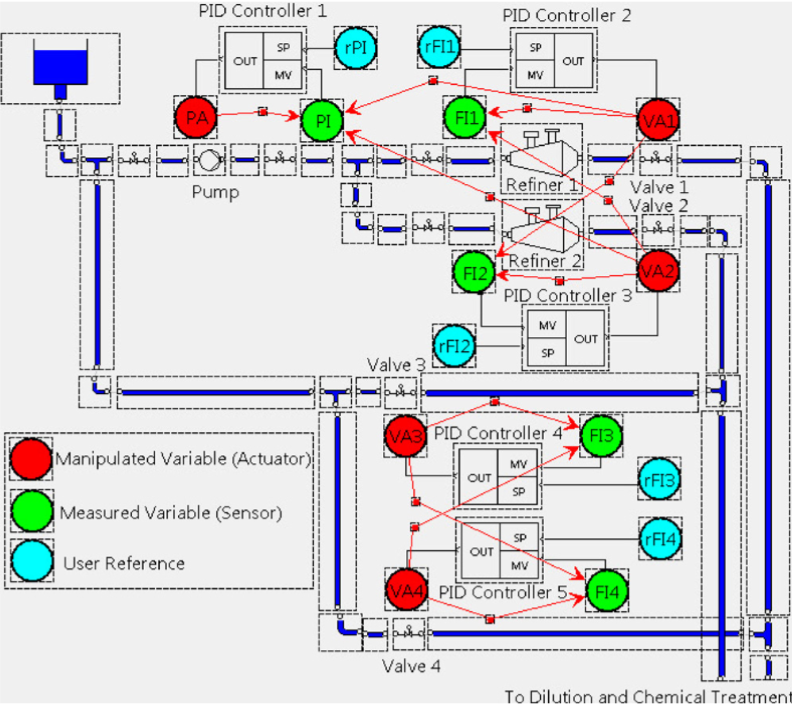 PID Controller 1
PID Controller 2
SP
OUT
MV
rPI
rFI1
SP
MV
OUT
PA
PI
FI1
VA1
Pump
Refiner 1
Valve 1
Valve 2
Refiner 2
FI2
VA2
PID Controller 3
MV
OUT
SP
rFI2
Valve 3
VA3
PID Controller 4
FI3
Manipulated Variable (Actuator)
MV
OUT
SP
rFI3
Measured Variable (Sensor)
SP
OUT
MV
rFI4
User Reference
VA4
PID Controller 5
FI4
Valve 4
To Dilution and Chemical Treatment